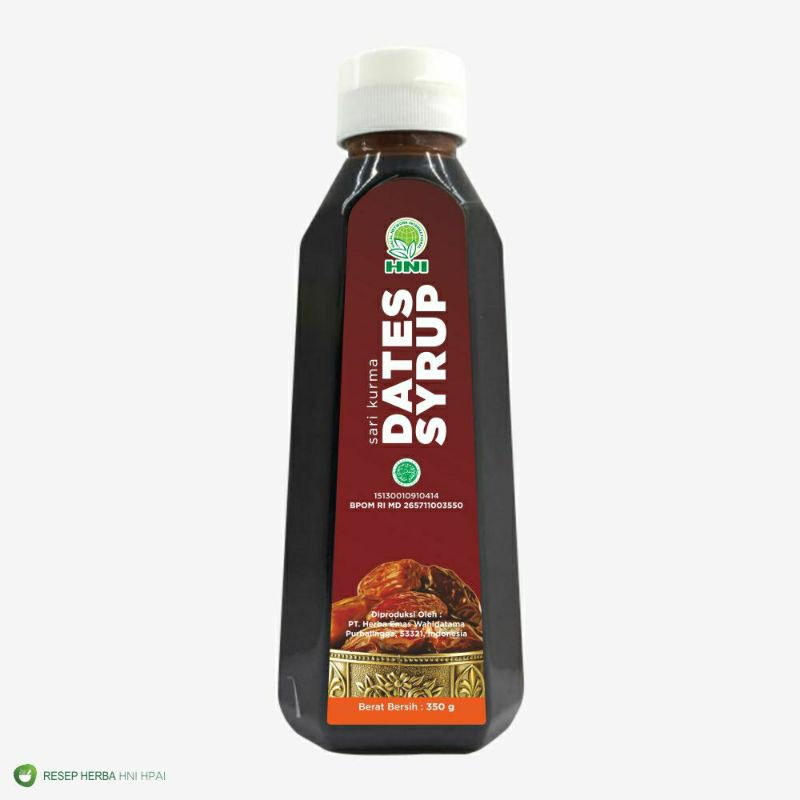 HNI
sari kurma
DATES
SYRUP
15130010910414
BPOM RI MD 265711003550
Diproduksi Oleh :
PT. Herba Emas Wahidatama
Purbalingga, 53321, Indonesia
Berat Bersih : 350 g
RESEP HERBA HNI HPAI